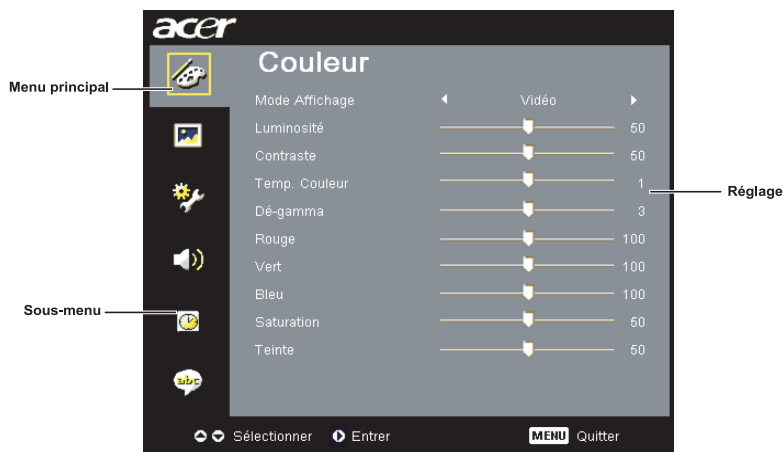 acer
Couleur
Menu principal
Mode Affichage Vidéo
Luminosité 50
Contraste 50
Temp. Couleur 1
Réglage
Dé-gamma 3
Rouge 100
Vert 100
Bleu 100
Sous-menu
Saturation 50
Teinte 50
abc
Sélectionner Entrer MENU Quitter